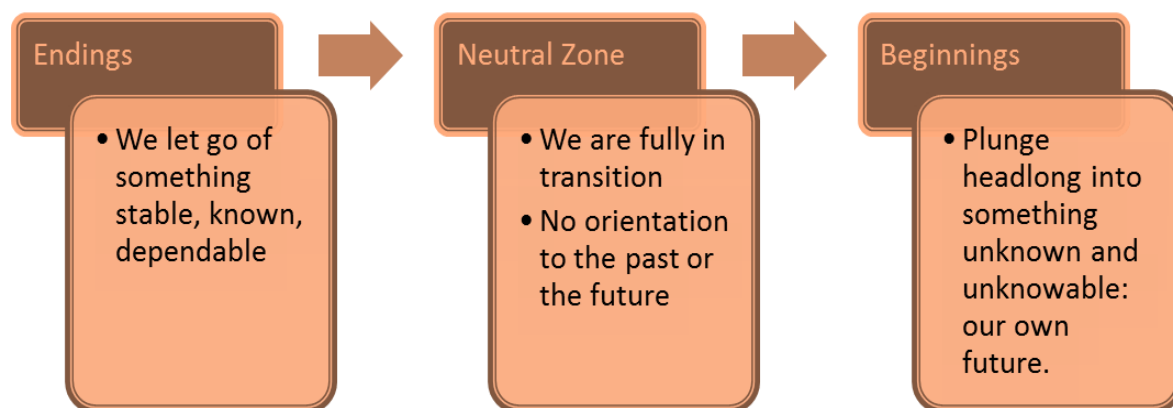 Endings
• We let go of
something
stable, known,
dependable
Neutral Zone
• We are fully in
transition
• No orientation
to the past or
the future
Beginnings
• Plunge
headlong into
something
unknown and
unknowable:
our own
future.